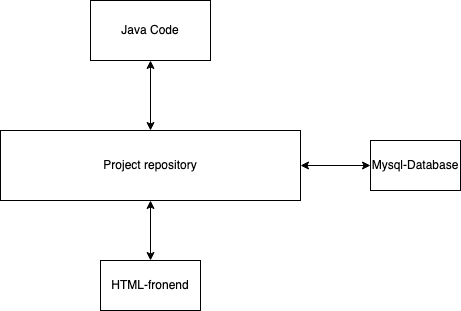 Java Code
Project repository
Mysql-Database
HTML-fronend